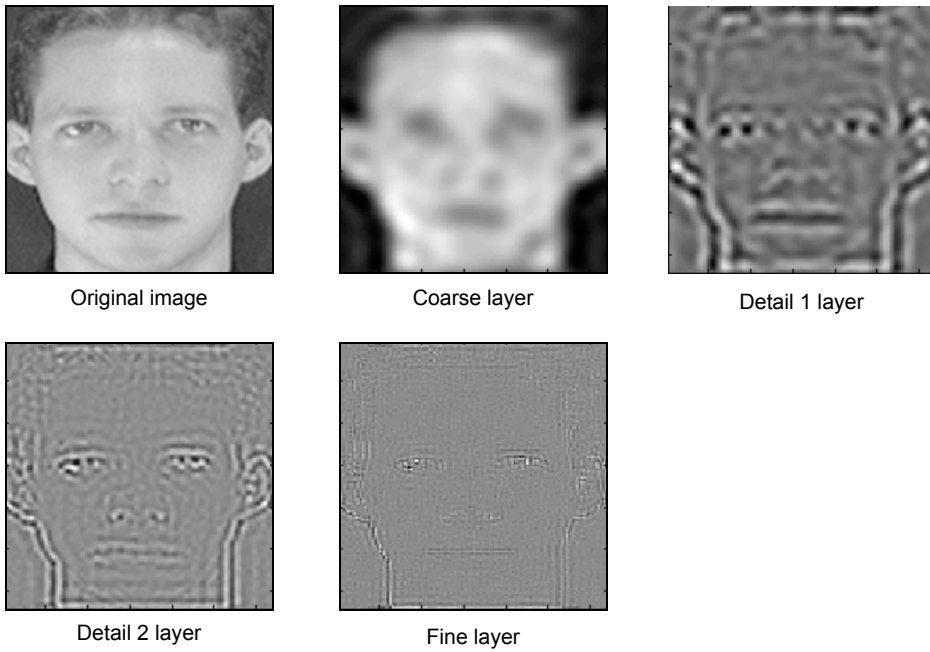 Original image
Coarse layer
Detail 1 layer
Detail 2 layer
Fine layer